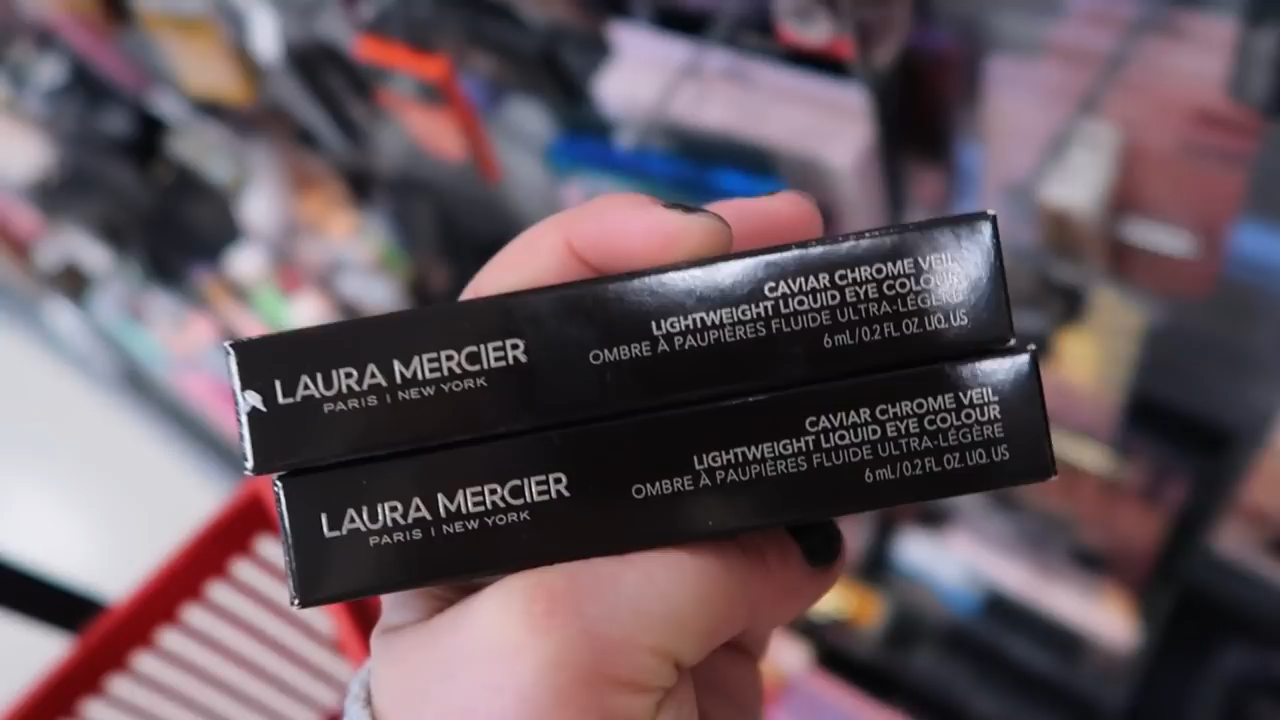 LAURA MERCIER
PARIS | NEW YORK
CAVIAR CHROME VEIL
LIGHTWEIGHT LIQUID EYE COLOUR
OMBRE À PAUPIÈRES FLUIDE ULTRA-LÉGÈRE
6 mL/0.2 FL. OZ. LIQ. US
LAURA MERCIER
PARIS | NEW YORK
CAVIAR CHROME VEIL
LIGHTWEIGHT LIQUID EYE COLOUR
OMBRE À PAUPIÈRES FLUIDE ULTRA-LÉGÈRE
6 mL/0.2 FL. OZ. LIQ. US